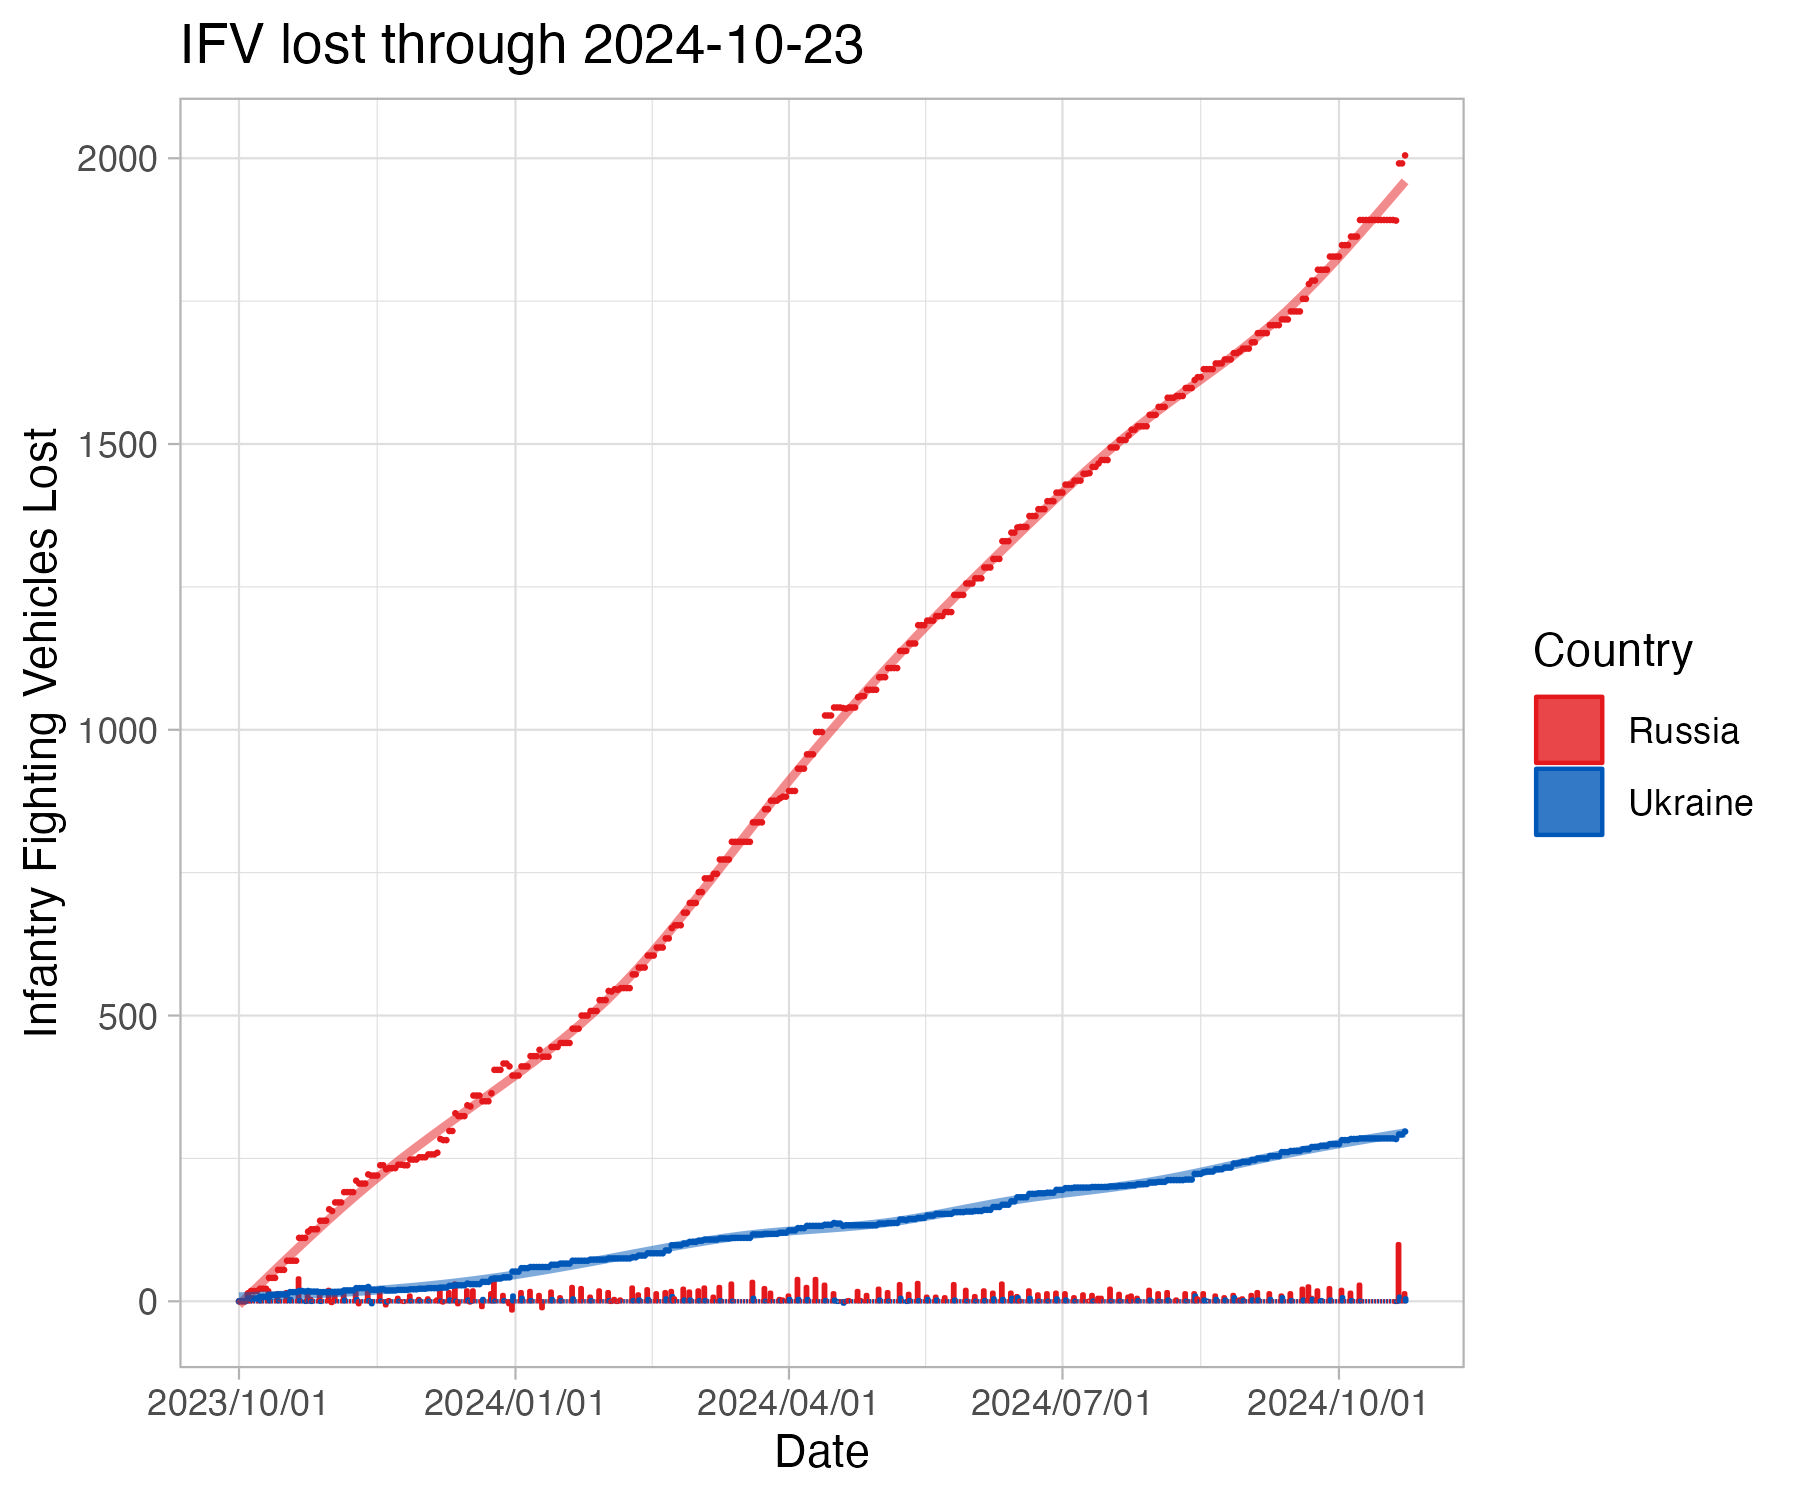 IFV lost through 2024-10-23
Infantry Fighting Vehicles Lost
2000
1500
1000
500
0
2023/10/01
2024/01/01
2024/04/01
2024/07/01
2024/10/01
Date
Country
Russia
Ukraine